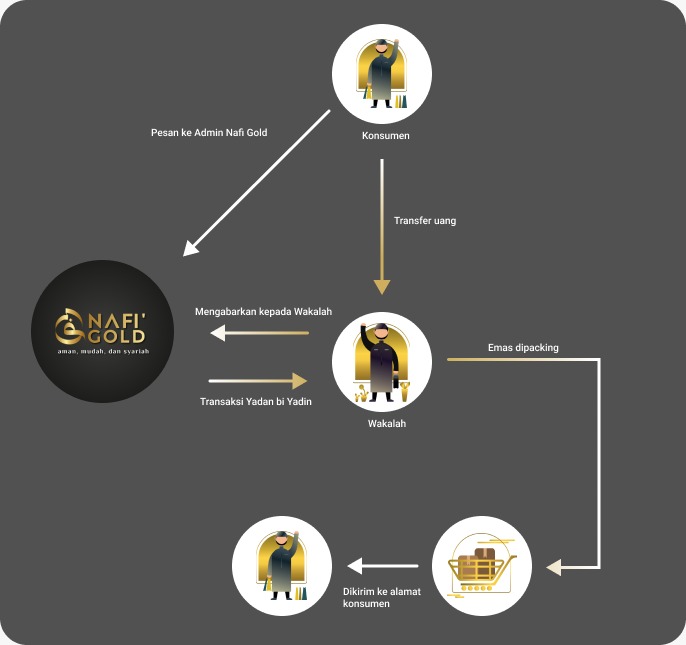 Konsumen
Pesan ke Admin Nafi Gold
Transfer uang
NAFI'
GOLD
aman, mudah, dan syariah
Mengabarkan kepada Wakalah
Transaksi Yadan bi Yadin
Wakalah
Emas dipacking
Dikirim ke alamat
konsumen